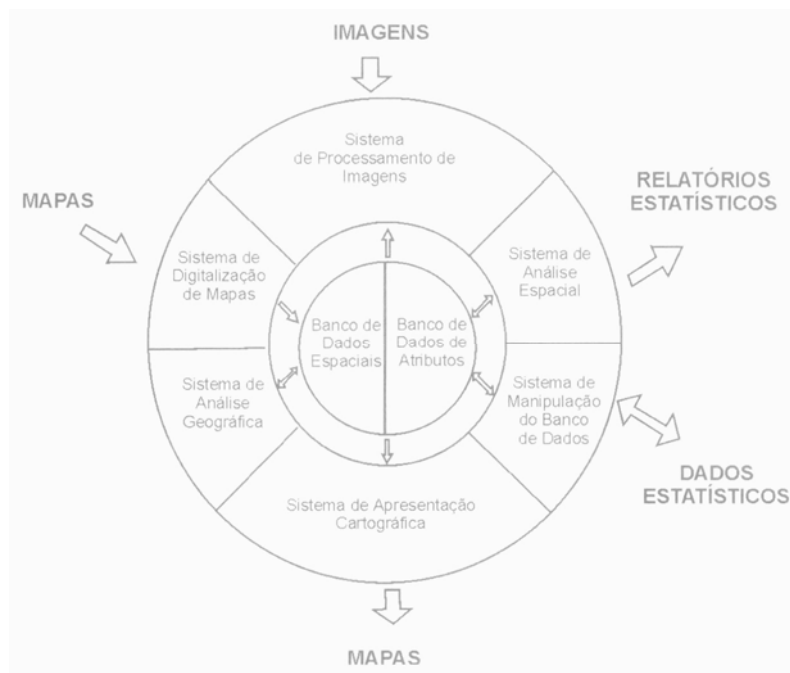 IMAGENS
Sistema
de Processamento de
Imagens
MAPAS
RELATÓRIOS
ESTATÍSTICOS
Sistema de
Digitalização
de Mapas
Sistema de
Análise
Espacial
Banco de
Dados
Espaciais
Banco de
Dados de
Atributos
Sistema de
Análise
Geográfica
Sistema de
Manipulação
do Banco
de Dados
DADOS
ESTATÍSTICOS
Sistema de Apresentação
Cartográfica
MAPAS